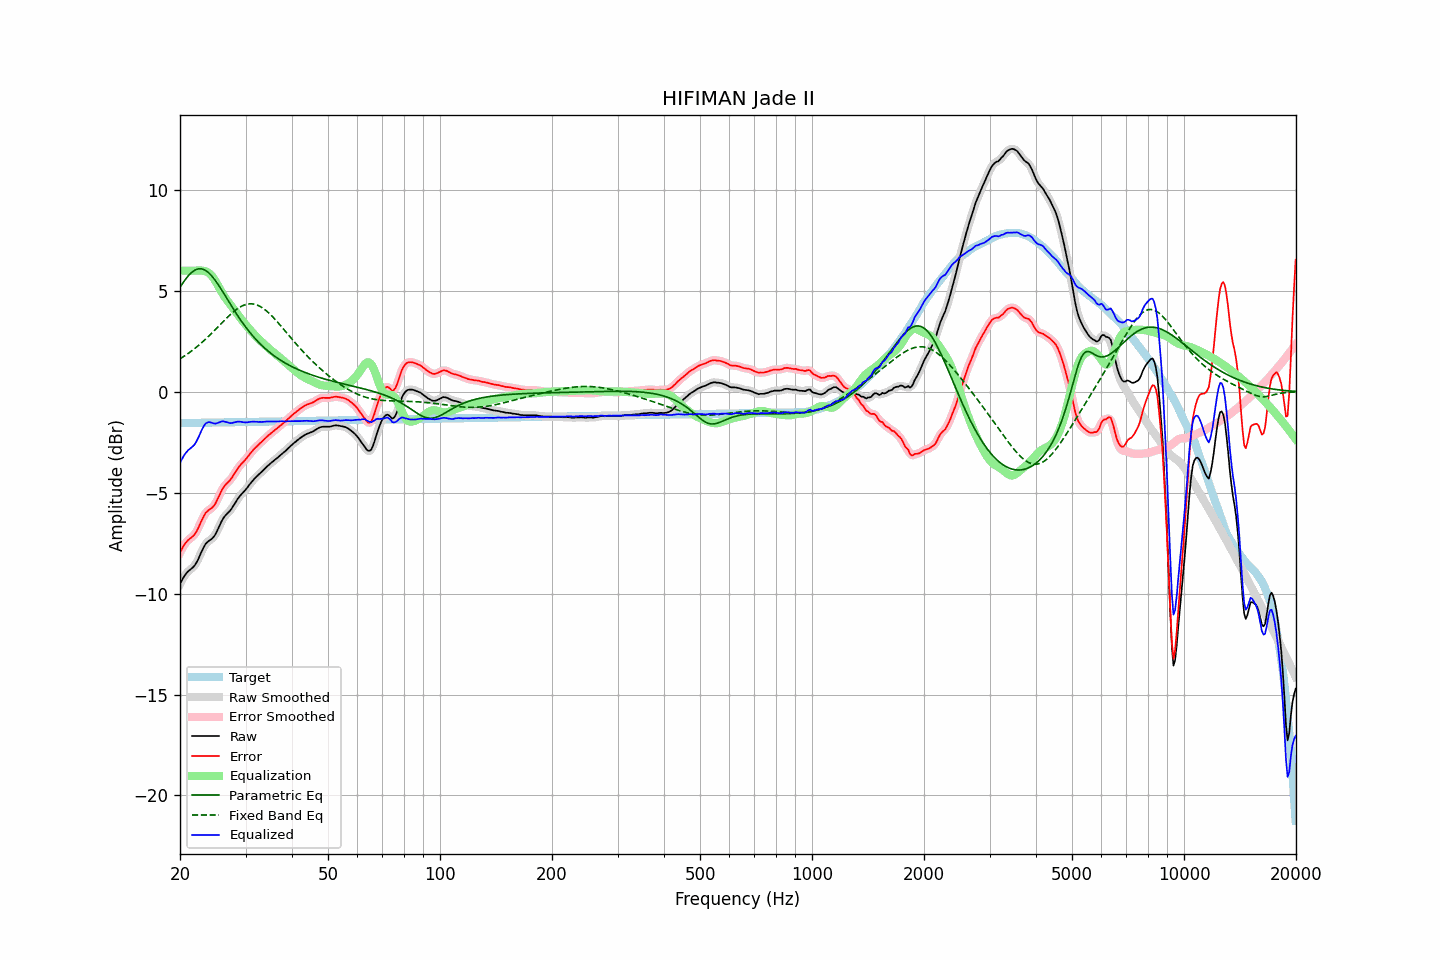 HIFIMAN Jade II
Amplitude (dBr)
10
5
0
−5
−10
−15
−20
Target
Raw Smoothed
Error Smoothed
Raw
Error
Equalization
Parametric Eq
Fixed Band Eq
Equalized
20
50
100
200
500
1000
2000
5000
10000
20000
Frequency (Hz)